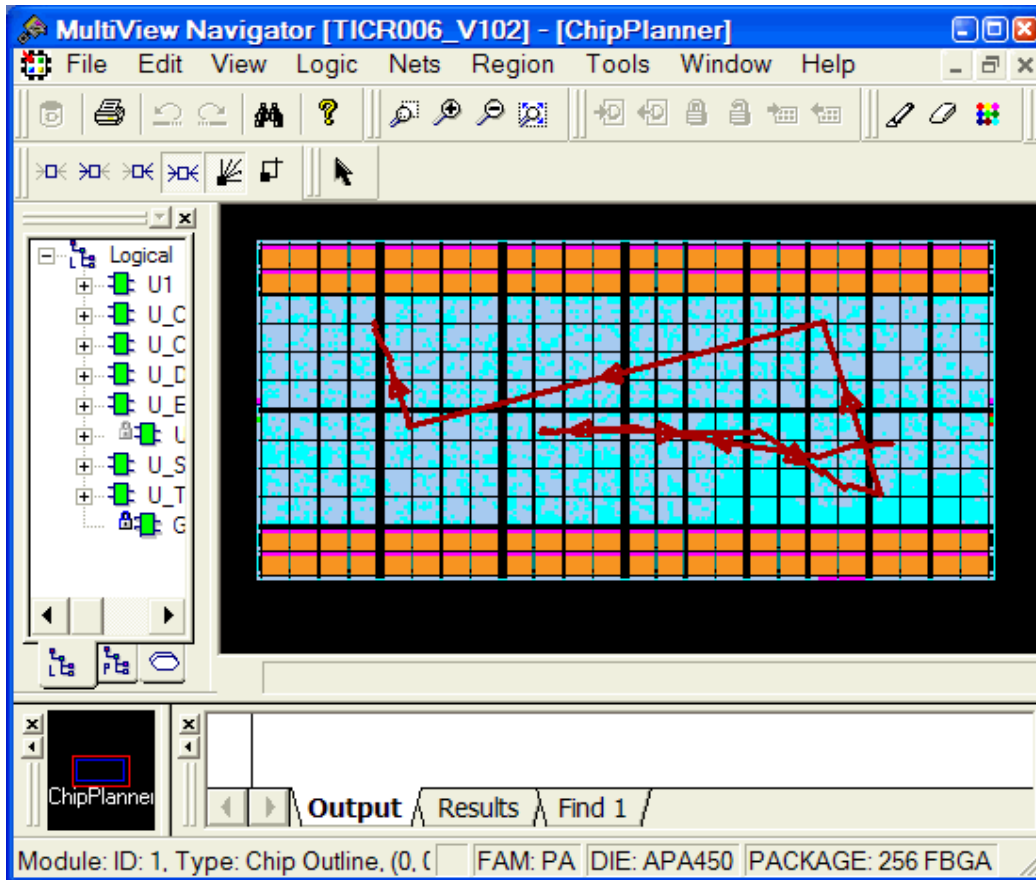 MultiView Navigator [TICR006_V102] - [ChipPlanner]
File Edit View Logic Nets Region Tools Window Help
Logical
U1
U_C
U_C
U_D
U_E
U
U_S
U_T
G
ChipPlanner
Output Results Find 1
Module: ID: 1, Type: Chip Outline, (0, 0 FAM: PA DIE: APA450 PACKAGE: 256 FBGA